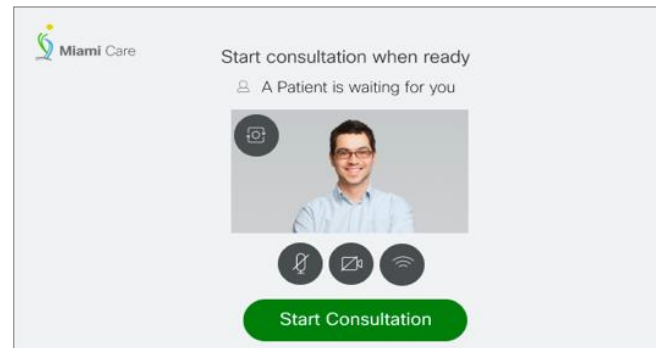 Miami Care
Start consultation when ready
A Patient is waiting for you
Start Consultation